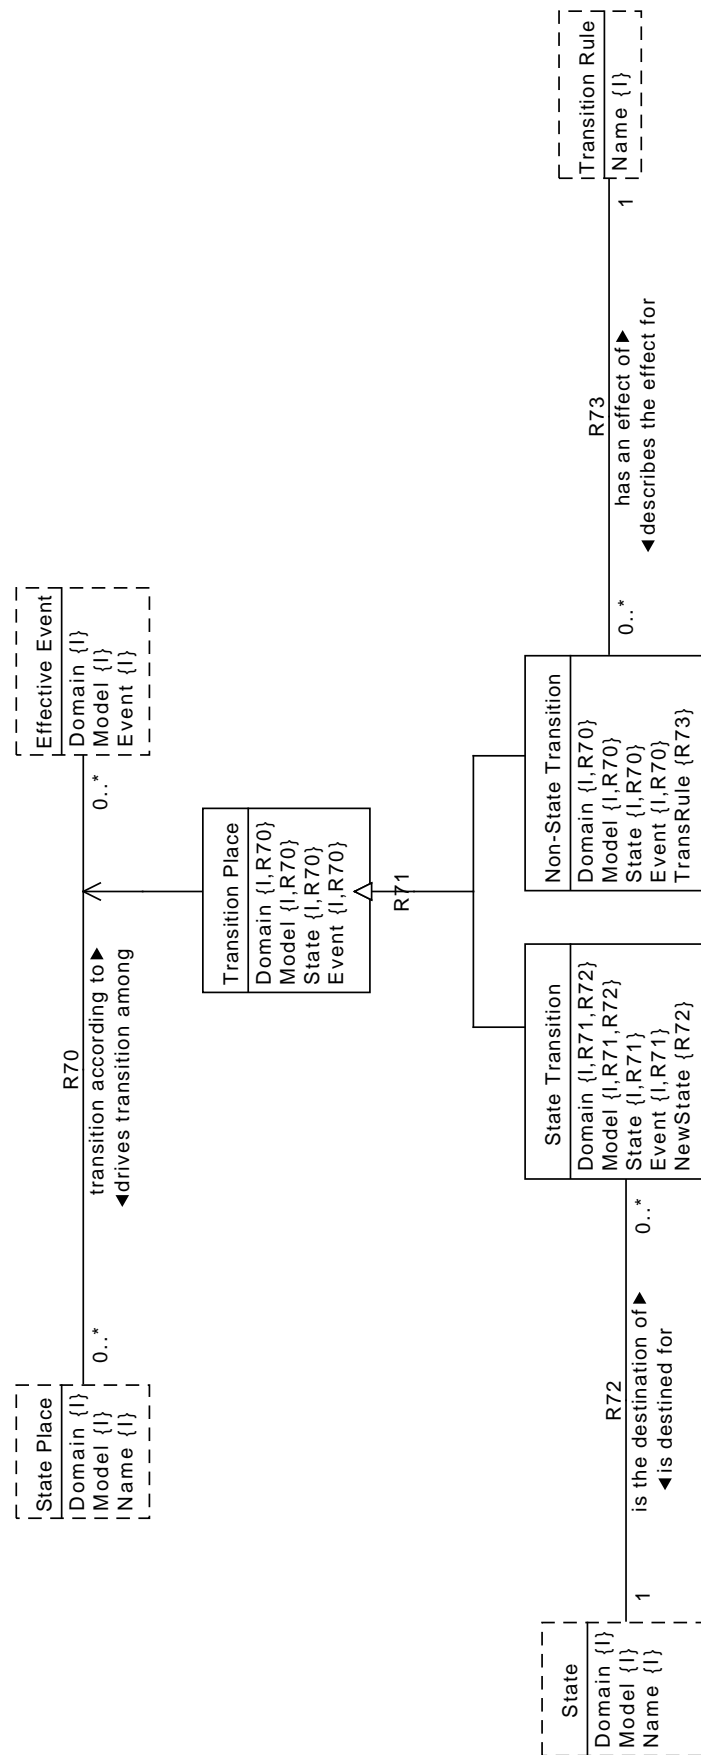 State Place
Domain {I}
Model {I}
Name {I}
0..*
R70
transition according to ►
◄ drives transition among
0..*
Effective Event
Domain {I}
Model {I}
Event {I}
Transition Place
Domain {I,R70}
Model {I,R70}
State {I,R70}
Event {I,R70}
R71
State
Domain {I}
Model {I}
Name {I}
1
R72
is the destination of ►
◄ is destined for
0..*
State Transition
Domain {I,R71,R72}
Model {I,R71,R72}
State {I,R71}
Event {I,R71}
NewState {R72}
Non-State Transition
Domain {I,R70}
Model {I,R70}
State {I,R70}
Event {I,R70}
TransRule {R73}
0..*
R73
has an effect of ►
◄ describes the effect for
1
Transition Rule
Name {I}